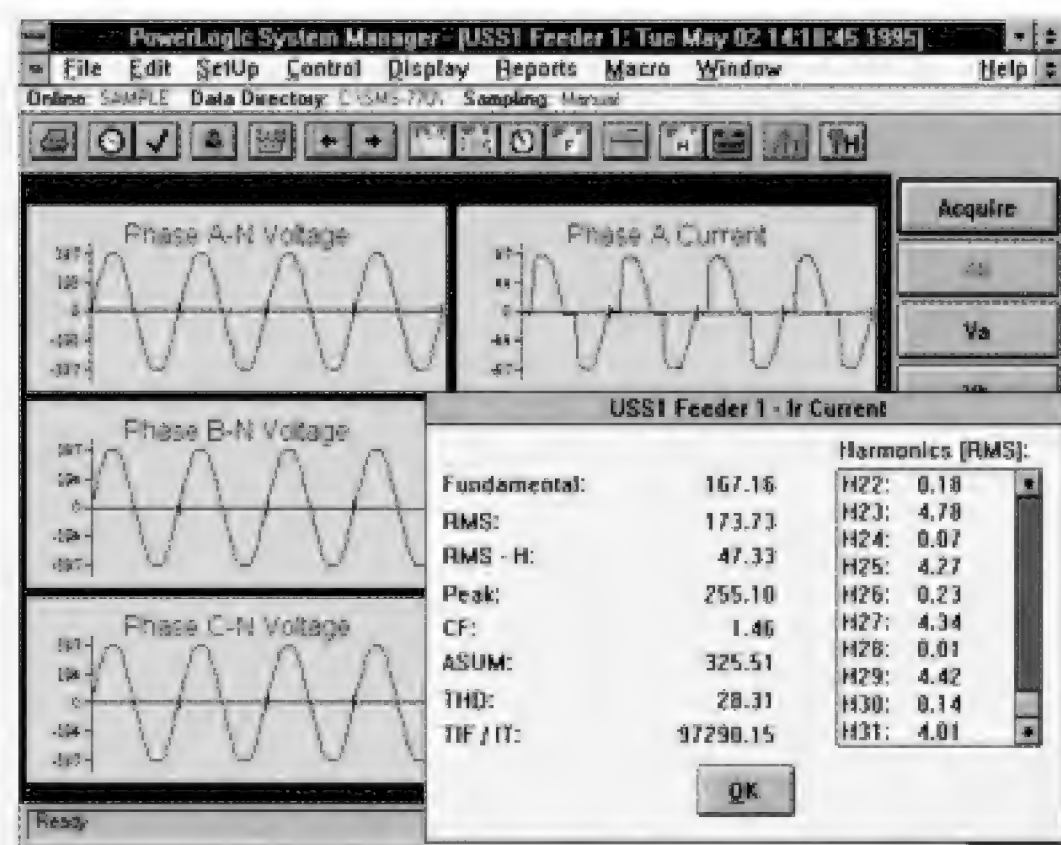 PowerLogic System Manager - [USS1 Feeder 1: Tue May 02 14:18:45 1995]
File Edit SetUp Control Display Reports Macro Window Help
Online: SAMPLE Data Directory: Sampling: Manual
Acquire
Phase A-N Voltage
Phase A Current
Va
Phase B-N Voltage
Phase C-N Voltage
USS1 Feeder 1 - Ir Current
Harmonics (RMS):
Fundamental: 167.16
RMS: 173.73
RMS - H: 47.33
Peak: 255.10
CF: 1.46
ASUM: 325.51
THD: 28.31
TIF / IT: 97290.15
H22: 0.18
H23: 4.78
H24: 0.07
H25: 4.27
H26: 0.23
H27: 4.34
H28: 0.01
H29: 4.42
H30: 0.14
H31: 4.01
OK
Ready